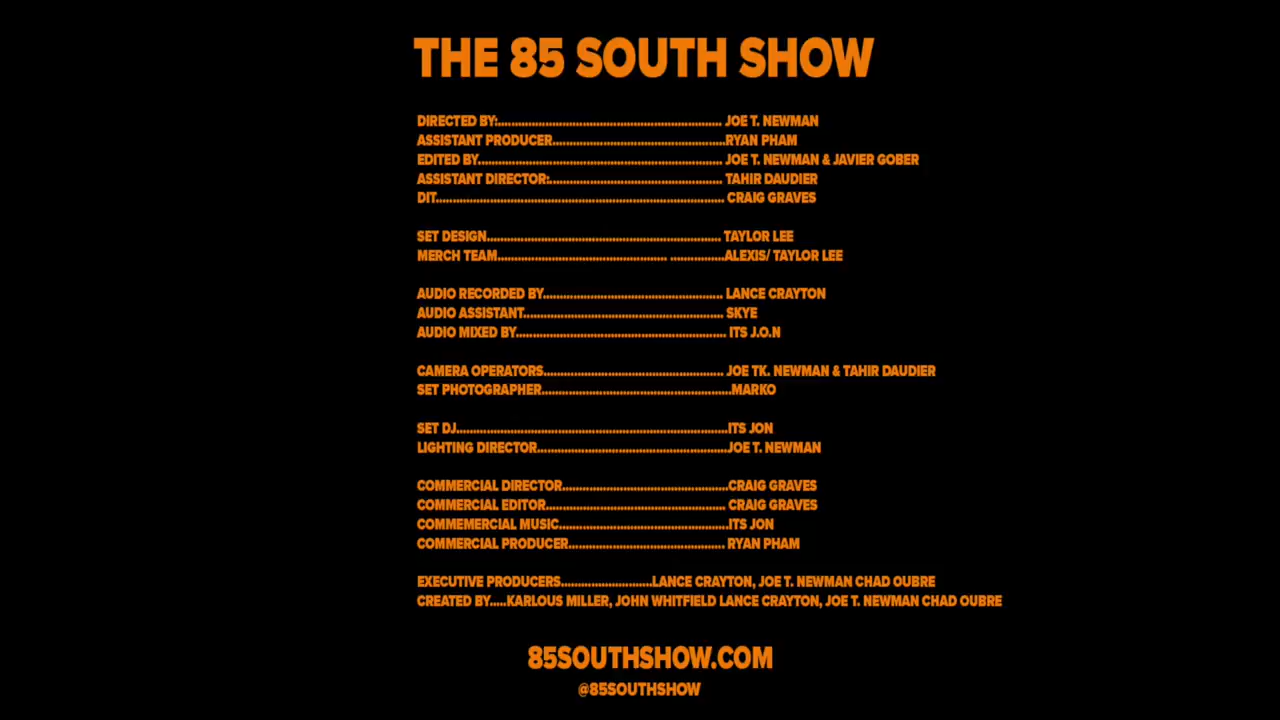 THE 85 SOUTH SHOW
DIRECTED BY:.................................................................. JOE T. NEWMAN
ASSISTANT PRODUCER...................................................RYAN PHAM
EDITED BY........................................................................ JOE T. NEWMAN & JAVIER GOBER
ASSISTANT DIRECTOR:................................................... TAHIR DAUDIER
DIT..................................................................................... CRAIG GRAVES
SET DESIGN..................................................................... TAYLOR LEE
MERCH TEAM.................................................. ................ALEXIS/ TAYLOR LEE
AUDIO RECORDED BY..................................................... LANCE CRAYTON
AUDIO ASSISTANT........................................................... SKYE
AUDIO MIXED BY.............................................................. ITS J.O.N
CAMERA OPERATORS..................................................... JOE TK. NEWMAN & TAHIR DAUDIER
SET PHOTOGRAPHER........................................................MARKO
SET DJ................................................................................ITS JON
LIGHTING DIRECTOR........................................................JOE T. NEWMAN
COMMERCIAL DIRECTOR.................................................CRAIG GRAVES
COMMERCIAL EDITOR..................................................... CRAIG GRAVES
COMMEMERCIAL MUSIC..................................................ITS JON
COMMERCIAL PRODUCER.............................................. RYAN PHAM
EXECUTIVE PRODUCERS...........................LANCE CRAYTON, JOE T. NEWMAN CHAD OUBRE
CREATED BY.....KARLOUS MILLER, JOHN WHITFIELD LANCE CRAYTON, JOE T. NEWMAN CHAD OUBRE
85SOUTHSHOW.COM
@85SOUTHSHOW